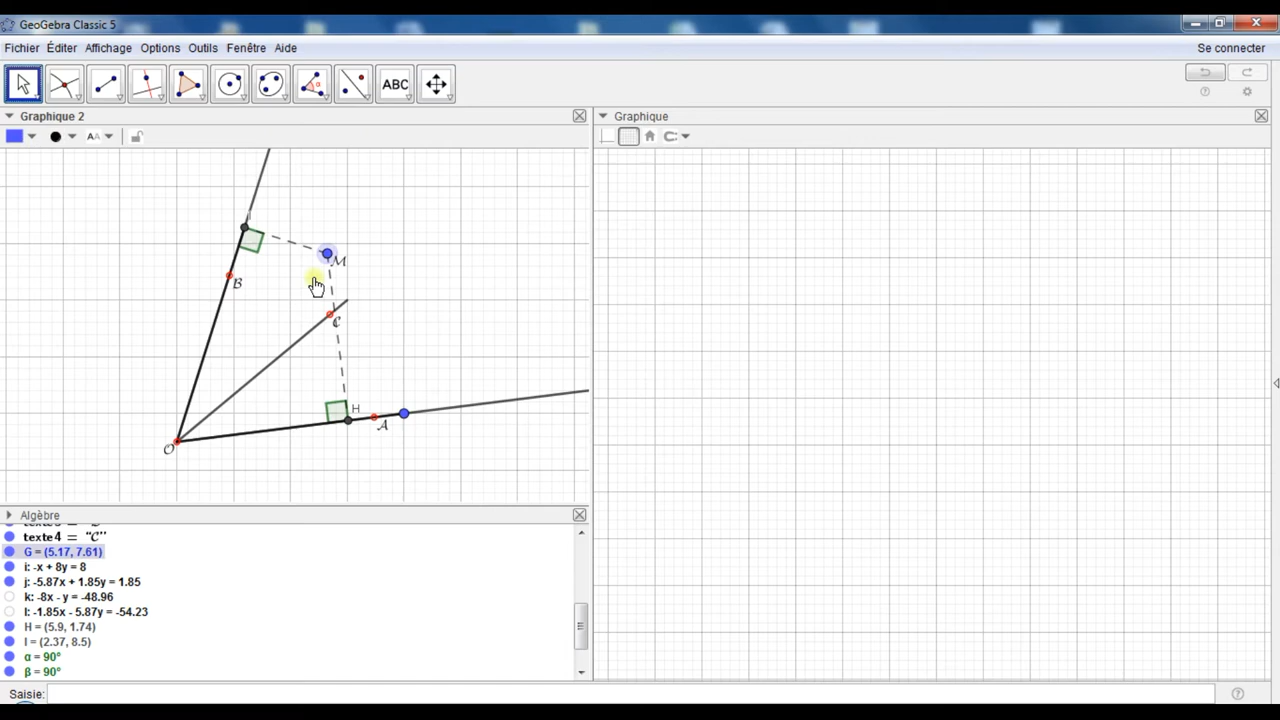 GeoGebra Classic 5
Fichier Éditer Affichage Options Outils Fenêtre Aide Se connecter
ABC
Graphique 2
Graphique
AA
I
M
B
C
H
A
O
Algèbre
texte4 = "C"
G = (5.17, 7.61)
i: -x + 8y = 8
j: -5.87x + 1.85y = 1.85
k: -8x - y = -48.96
l: -1.85x - 5.87y = -54.23
H = (5.9, 1.74)
I = (2.37, 8.5)
α = 90°
β = 90°
Saisie: